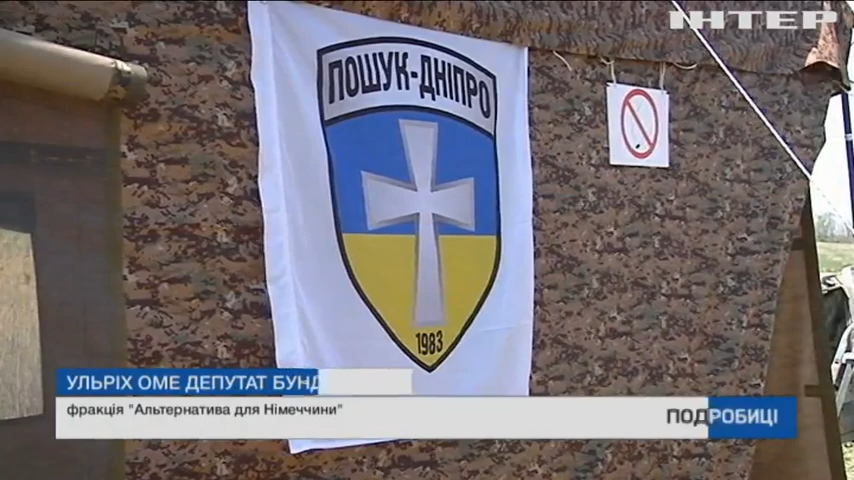 ІНТЕР
ПОШУК-ДНІПРО
1983
УЛЬРІХ ОМЕ ДЕПУТАТ БУНД
фракція "Альтернатива для Німеччини"
ПОДРОБИЦІ